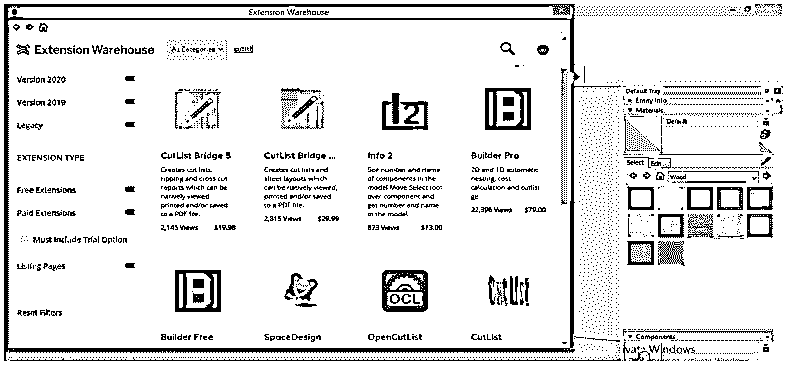 Extension Warehouse
Extension Warehouse
All Categories
cutlist
Version 2020
Version 2019
Legacy
EXTENSION TYPE
Free Extensions
Paid Extensions
Must Include Trial Option
Listing Pages
Reset Filters
CutList Bridge 5
Creates cut lists,
ripping and cross cut
reports which can be
natively viewed,
printed and/or saved
to a PDF file.
2,145 Views $19.98
CutList Bridge ...
Creates cut lists and
sheet layouts which
can be natively viewed,
printed and/or saved
to a PDF file.
2,815 Views $29.99
Info 2
See number and name
of components in the
model Move Select tool
over component and
get number and name
in the model.
873 Views $13.00
Builder Pro
2D and 1D automatic
nesting, cost
calculation and cutlist
ge
22,396 Views $79.00
Builder Free
SpaceDesign
OCL
OpenCutList
CutList
CutList
Default Tray
Entity Info
Materials
Default
Select Edit
Wood
Components
Windows